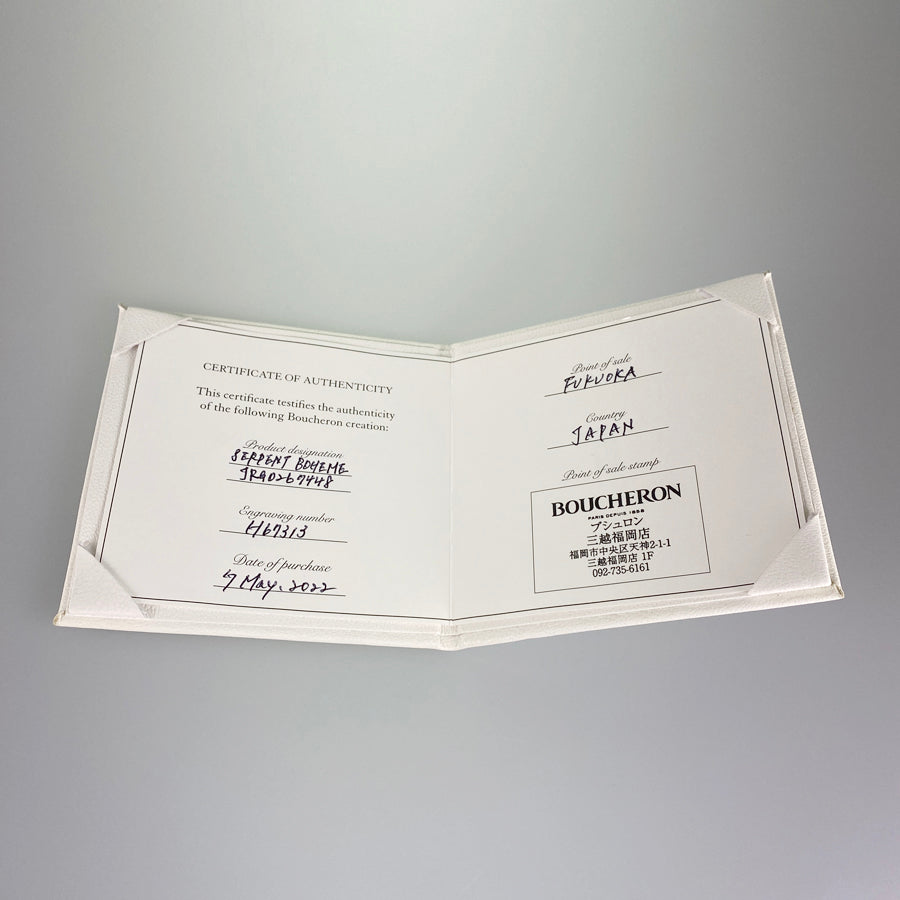 CERTIFICATE OF AUTHENTICITY
This certificate testifies the authenticity
of the following Boucheron creation:
Product designation
SERPENT BOHEME
JRG0267448
Engraving number
H67313
Date of purchase
7 May. 2022
Point of sale
FUKUOKA
Country
JAPAN
Point of sale stamp
BOUCHERON
PARIS DEPUIS 1858
ブシュロン
三越福岡店
福岡市中央区天神2-1-1
三越福岡店 1F
092-735-6161